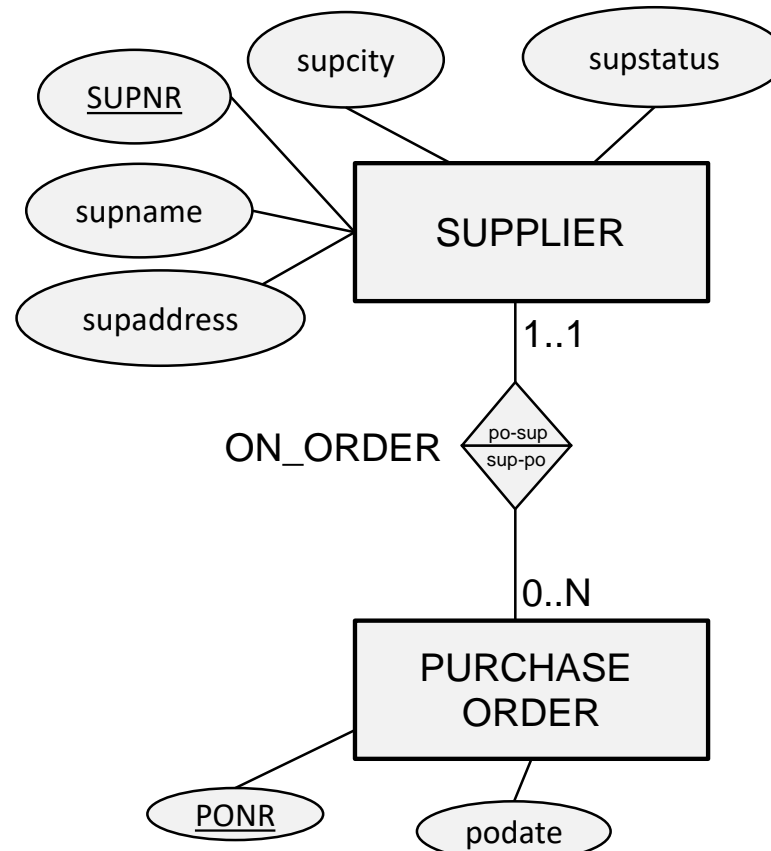 supcity
supstatus
SUPNR
supname
supaddress
SUPPLIER
1..1
ON_ORDER
po-sup
sup-po
0..N
PURCHASE
ORDER
PONR
podate